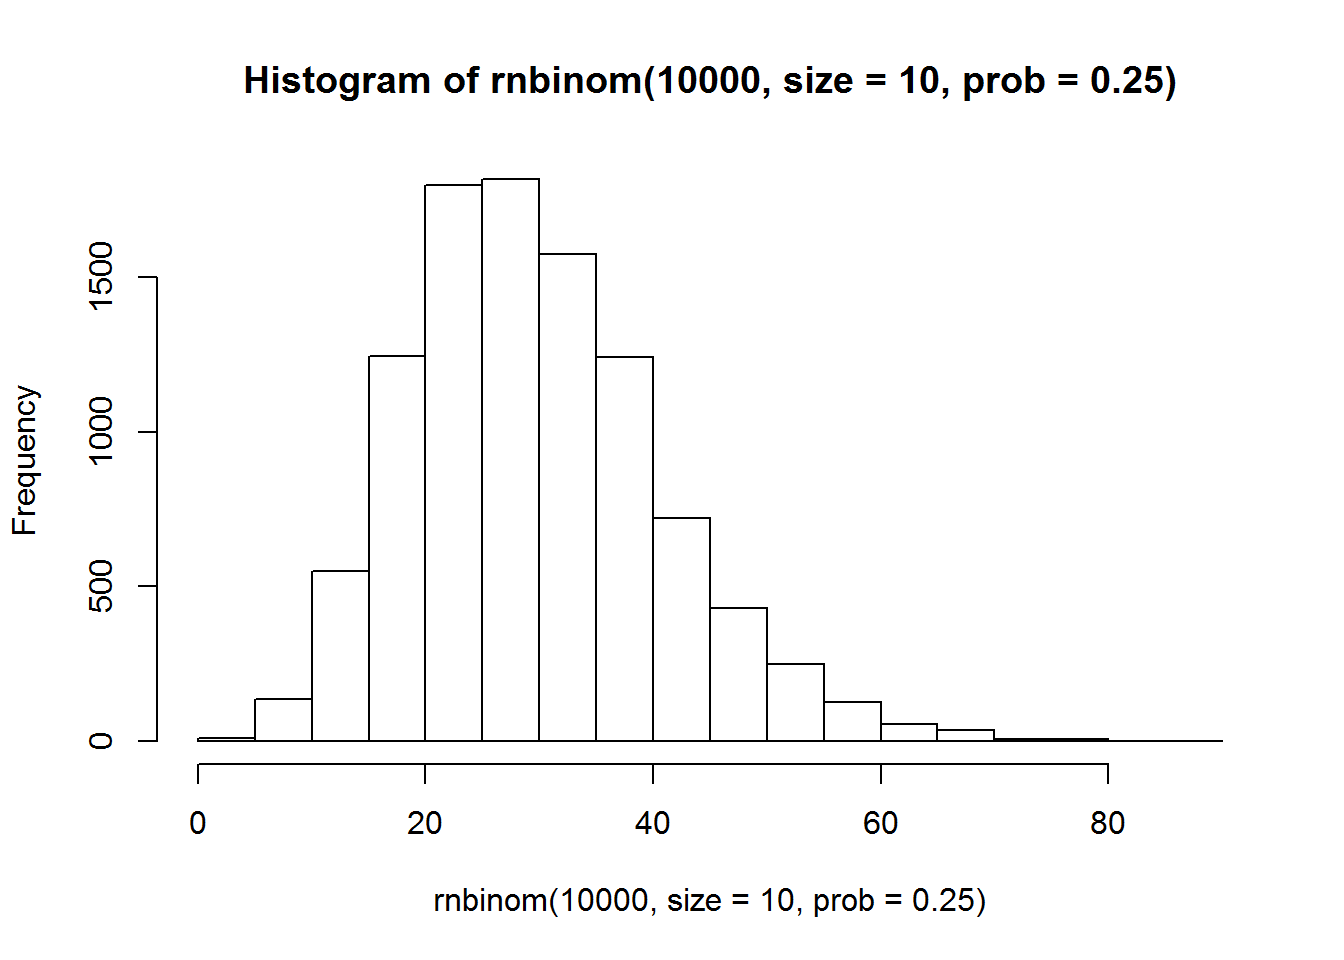 Histogram of rnbinom(10000, size = 10, prob = 0.25)
Frequency
1500
1000
500
0
0 20 40 60 80
rnbinom(10000, size = 10, prob = 0.25)